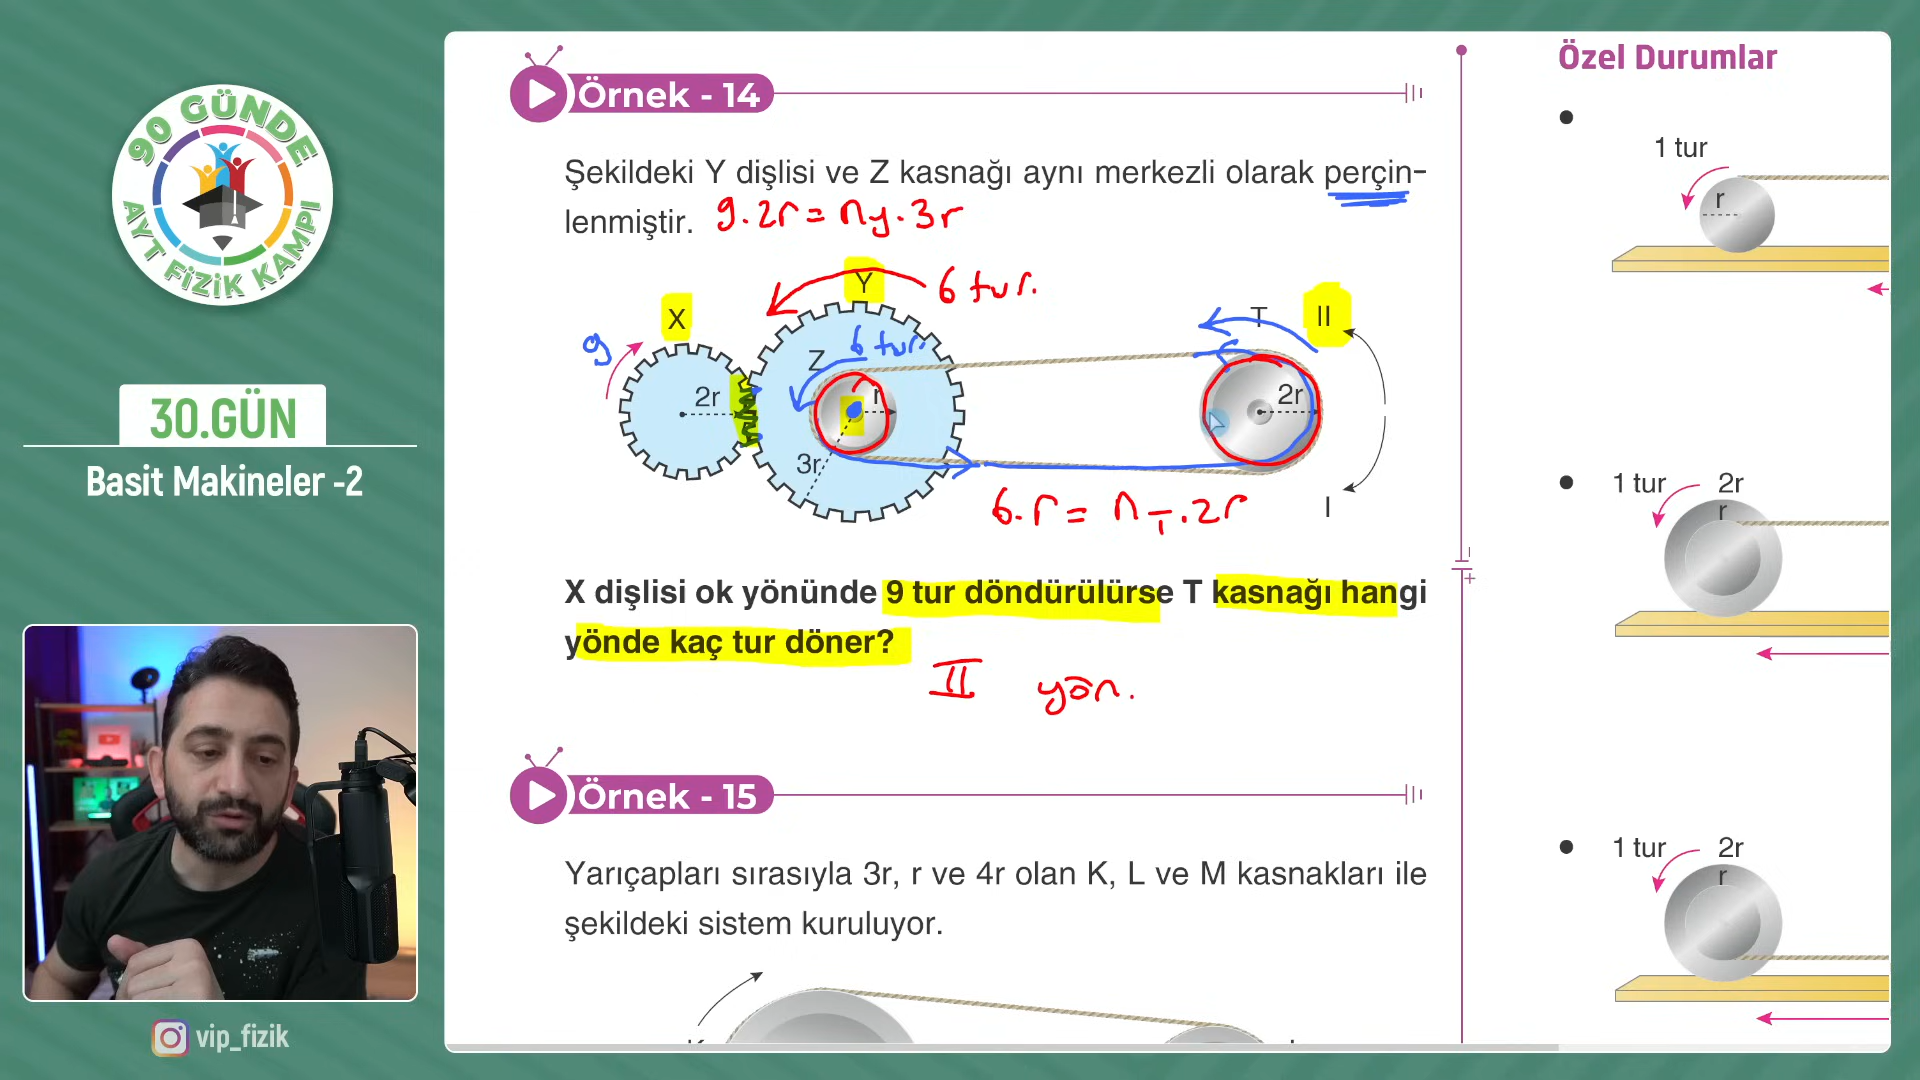 90 GÜNDE
AYT FİZİK KAMPI
30.GÜN
Basit Makineler -2
vip_fizik
Örnek - 14
Şekildeki Y dişlisi ve Z kasnağı aynı merkezli olarak perçin-
lenmiştir.
9.2r = ny.3r
X
Y
6 tur.
9
2r
Z
6 tur.
r
3r
T
II
2r
I
6.r = nT.2r
X dişlisi ok yönünde 9 tur döndürülürse T kasnağı hangi
yönde kaç tur döner?
II yön.
Örnek - 15
Yarıçapları sırasıyla 3r, r ve 4r olan K, L ve M kasnakları ile
şekildeki sistem kuruluyor.
Özel Durumlar
1 tur
r
1 tur
2r
r
1 tur
2r
r